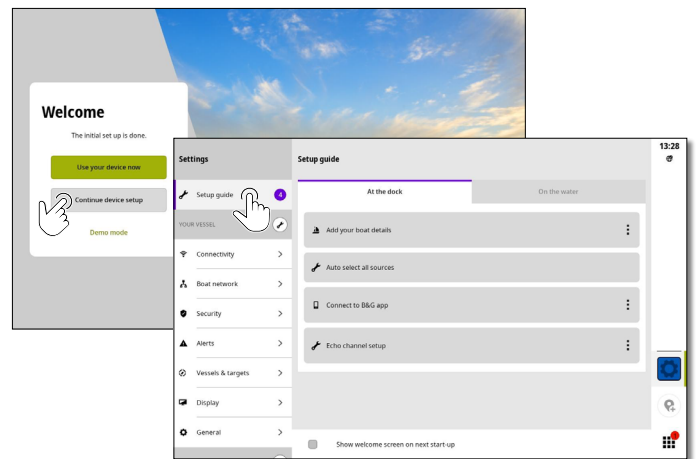 Welcome
The initial set up is done.
Use your device now
Continue device setup
Demo mode
Settings
Setup guide
13:28
Setup guide
4
At the dock
On the water
YOUR VESSEL
Add your boat details
Connectivity
Auto select all sources
Boat network
Connect to B&G app
Security
Alerts
Echo channel setup
Vessels & targets
Display
General
Show welcome screen on next start-up